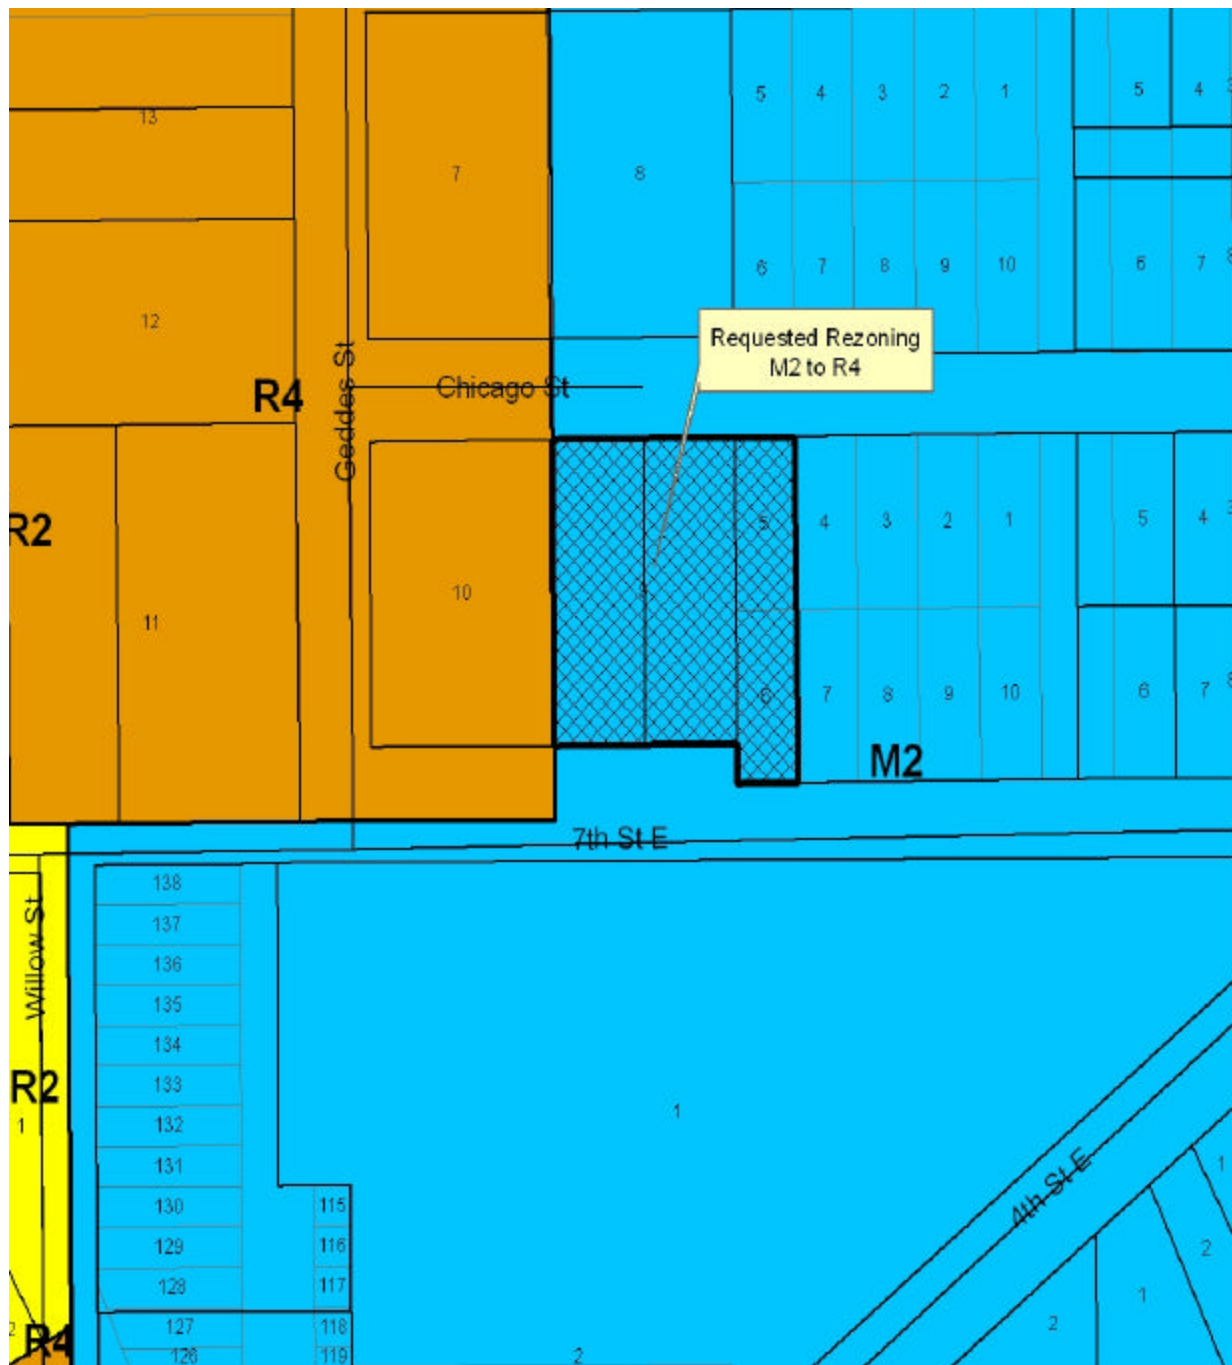 5 4 3 2 1 5 4
13
7 8
6 7 8 9 10 6 7
12
Requested Rezoning
M2 to R4
Geddes St
R4 Chicago St
R2
5 4 3 2 1 5 4
10
11
6 7 8 9 10 6 7
M2
7th St E
138
137
Willow St
136
135
134
133
R2
1
132
1
131
4th St E
1
130 115
129 116
2
128 117
1
127 118
2
2
R4
126 119
2